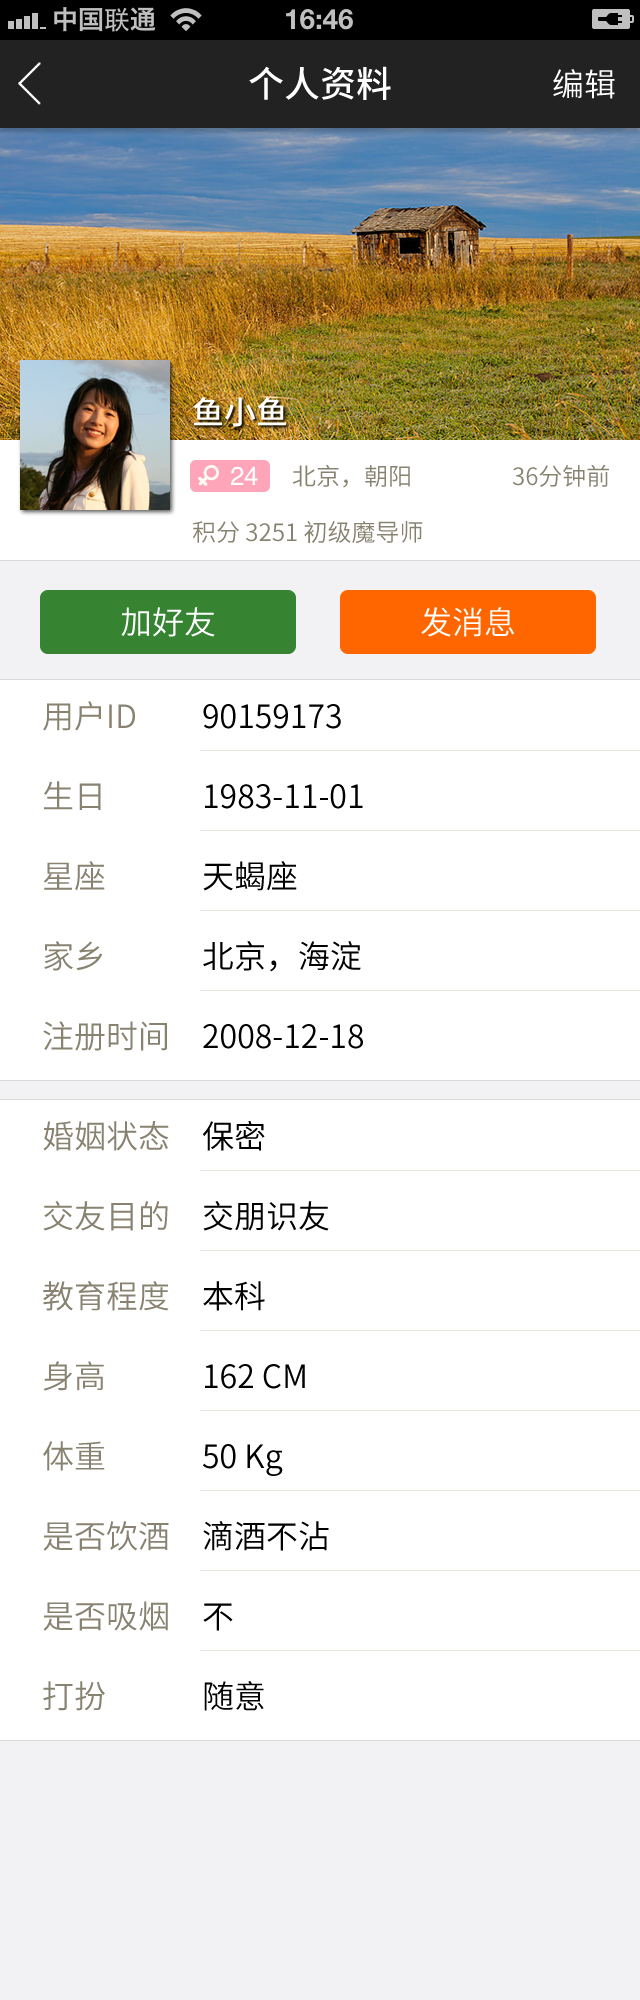 中国联通 16:46
个人资料 编辑
鱼小鱼
24 北京，朝阳 36分钟前
积分 3251 初级魔导师
加好友 发消息
用户ID 90159173
生日 1983-11-01
星座 天蝎座
家乡 北京，海淀
注册时间 2008-12-18
婚姻状态 保密
交友目的 交朋识友
教育程度 本科
身高 162 CM
体重 50 Kg
是否饮酒 滴酒不沾
是否吸烟 不
打扮 随意